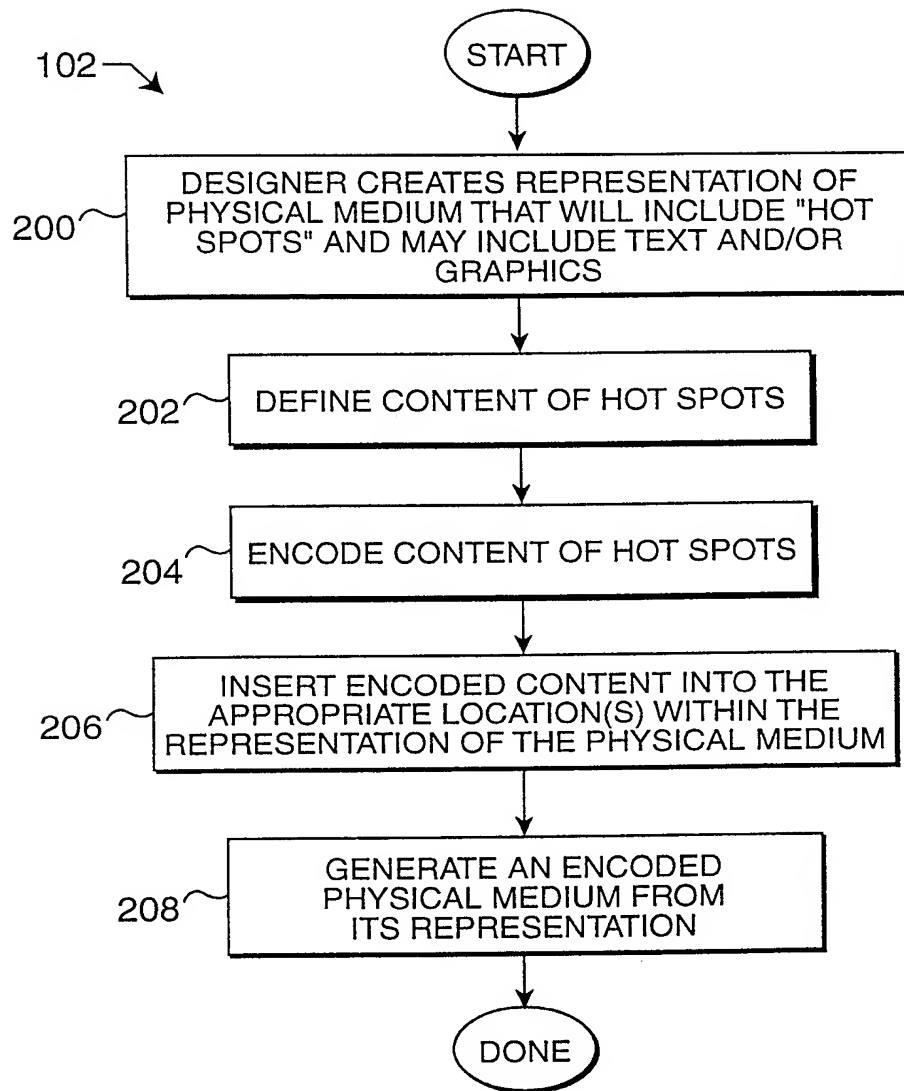 START
102
DESIGNER CREATES REPRESENTATION OF
PHYSICAL MEDIUM THAT WILL INCLUDE "HOT
SPOTS" AND MAY INCLUDE TEXT AND/OR
GRAPHICS
200
DEFINE CONTENT OF HOT SPOTS
202
ENCODE CONTENT OF HOT SPOTS
204
INSERT ENCODED CONTENT INTO THE
APPROPRIATE LOCATION(S) WITHIN THE
REPRESENTATION OF THE PHYSICAL MEDIUM
206
GENERATE AN ENCODED
PHYSICAL MEDIUM FROM
ITS REPRESENTATION
208
DONE